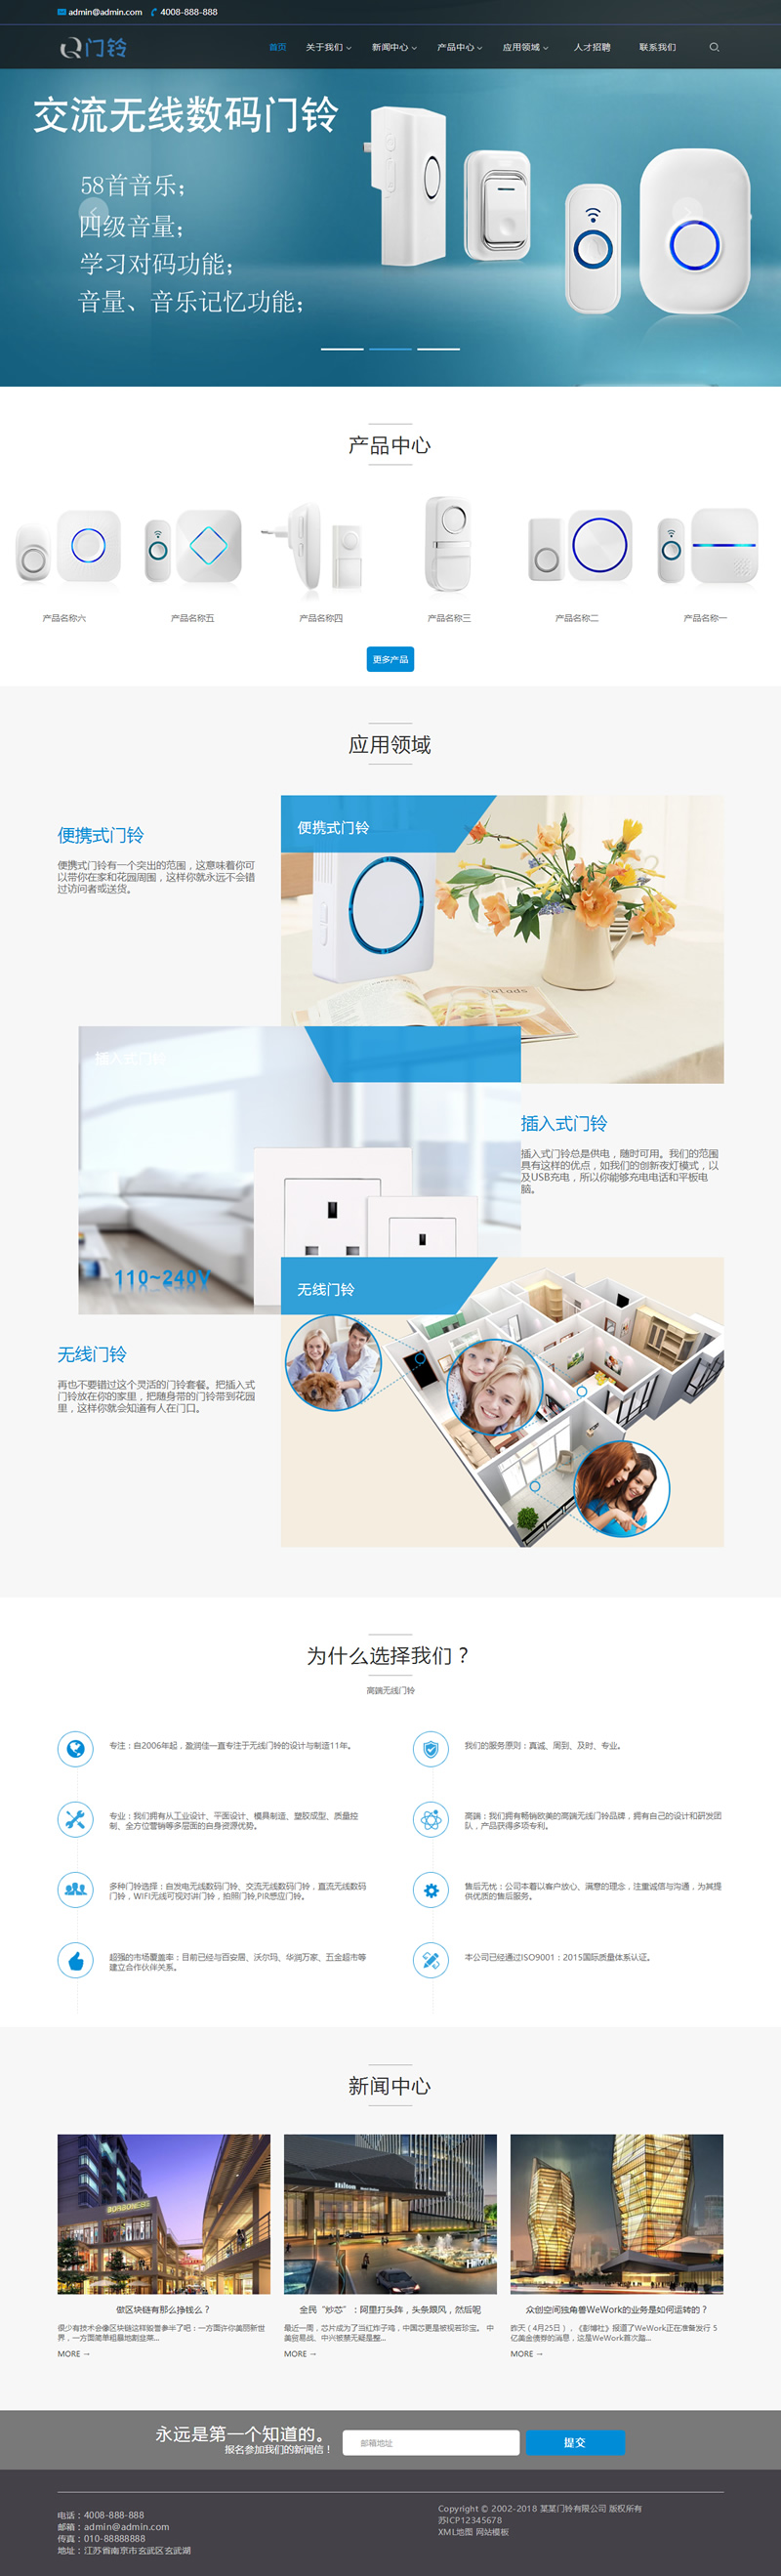 admin@admin.com 4008-888-888
门铃 首页 关于我们 新闻中心 产品中心 应用领域 人才招聘 联系我们
交流无线数码门铃
58首音乐；
四级音量；
学习对码功能；
音量、音乐记忆功能；
产品中心
产品名称六 产品名称五 产品名称四 产品名称三 产品名称二 产品名称一
更多产品
应用领域
便携式门铃
便携式门铃有一个突出的范围，这意味着你可
以带你在家和花园周围，这样你就永远不会错
过访问者或送货。
便携式门铃
插入式门铃
110~240V
插入式门铃
插入式门铃总是供电，随时可用。我们的范围
具有这样的优点，如我们的创新夜灯模式，以
及USB充电，所以你能够充电电话和平板电
脑。
无线门铃
无线门铃
再也不要错过这个灵活的门铃套餐。把插入式
门铃放在你的家里，把随身带的门铃带到花园
里，这样你就会知道有人在门口。
为什么选择我们？
高端无线门铃
专注：自2006年起，盈润佳一直专注于无线门铃的设计与制造11年。
我们的服务原则：真诚、周到、及时、专业。
专业：我们拥有从工业设计、平面设计、模具制造、塑胶成型、质量控
制、全方位营销等多层面的自身资源优势。
高端：我们拥有畅销欧美的高端无线门铃品牌，拥有自己的设计和研发团
队，产品获得多项专利。
多种门铃选择：自发电无线数码门铃、交流无线数码门铃，直流无线数码
门铃，WIFI无线可视对讲门铃，拍照门铃,PIR感应门铃。
售后无忧：公司本着以客户放心、满意的理念，注重诚信与沟通，为其提
供优质的售后服务。
超强的市场覆盖率：目前已经与百安居、沃尔玛、华润万家、五金超市等
建立合作伙伴关系。
本公司已经通过ISO9001：2015国际质量体系认证。
新闻中心
Hilton
做区块链有那么挣钱么？
很少有技术会像区块链这样毁誉参半了吧：一方面许你美丽新世
界，一方面简单粗暴地割韭菜...
MORE →
全民“炒芯”：阿里打头阵，头条跟风，然后呢
最近一周，芯片成为了当红炸子鸡，中国芯更是被视若珍宝。 中
美贸易战、中兴被禁无疑是整...
MORE →
众创空间独角兽WeWork的业务是如何运转的？
昨天（4月25日），《彭博社》报道了WeWork正在准备发行 5
亿美金债券的消息，这是WeWork首次踏...
MORE →
永远是第一个知道的。
报名参加我们的新闻信！
邮箱地址 提交
电话：4008-888-888
邮箱：admin@admin.com
传真：010-88888888
地址：江苏省南京市玄武区玄武湖
Copyright © 2002-2018 某某门铃有限公司 版权所有
苏ICP12345678
XML地图 网站模板